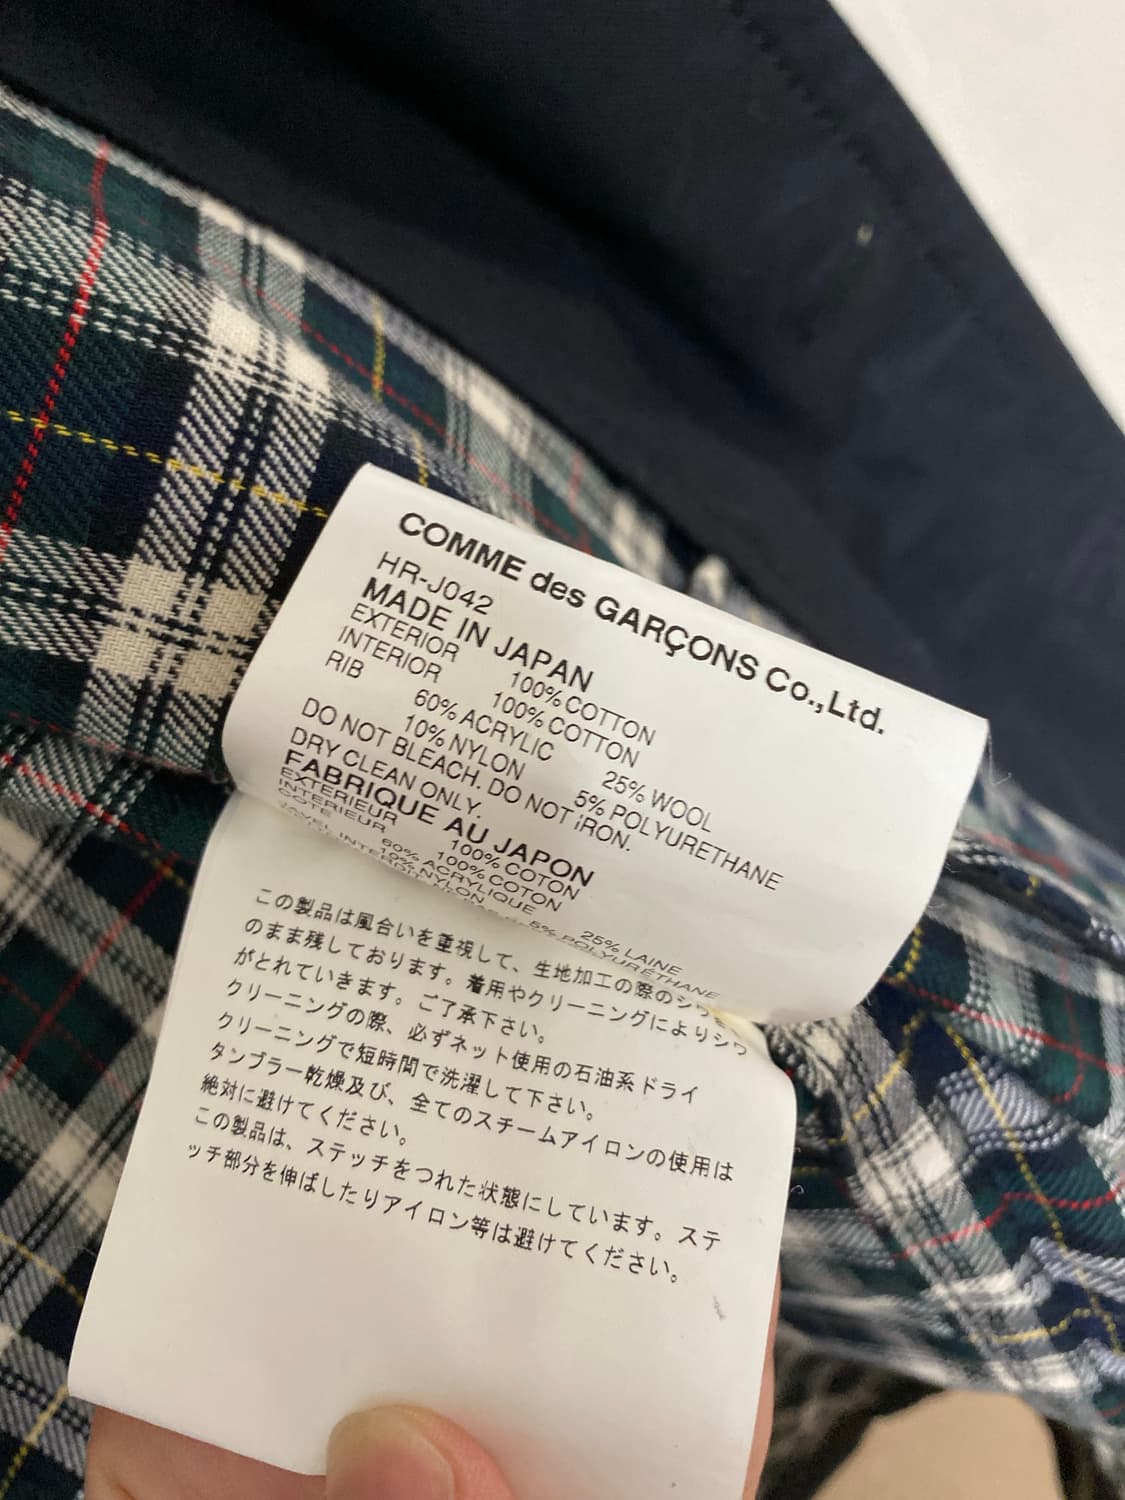 COMME des GARÇONS Co.,Ltd.
HR-J042
MADE IN JAPAN
EXTERIOR 100% COTTON
INTERIOR 100% COTTON
RIB 60% ACRYLIC 25% WOOL
10% NYLON 5% POLYURETHANE
DO NOT BLEACH. DO NOT iRON.
DRY CLEAN ONLY.
FABRIQUE AU JAPON
EXTERIEUR 100% COTON
INTERIEUR 100% COTON
COTE 60% ACRYLIQUE 25% LAINE
10% NYLON 5% POLYURÉTHANE
この製品は風合いを重視して、生地加工の際のシワを
のまま残しております。着用やクリーニングによりシワ
がとれていきます。ご了承下さい。
クリーニングの際、必ずネット使用の石油系ドライ
クリーニングで短時間で洗濯して下さい。
タンブラー乾燥及び、全てのスチームアイロンの使用は
絶対に避けてください。
この製品は、ステッチをつれた状態にしています。ステ
ッチ部分を伸ばしたりアイロン等は避けてください。